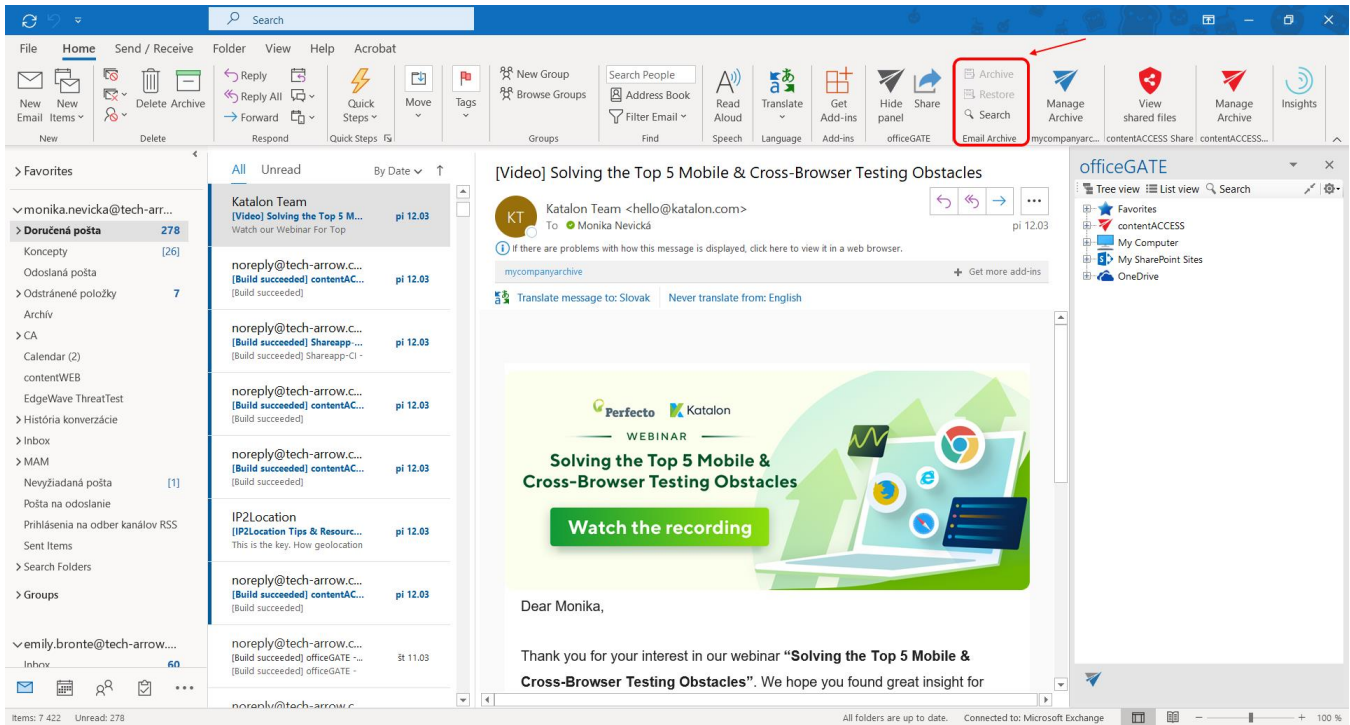 Search
File Home Send / Receive Folder View Help Acrobat
New Email
New Items
New
Delete
Archive
Delete
Reply
Reply All
Forward
Respond
Quick Steps
Quick Steps
Move
Tags
New Group
Browse Groups
Groups
Search People
Address Book
Filter Email
Find
Read Aloud
Speech
Translate
Language
Get Add-ins
Add-ins
Hide panel
Share
officeGATE
Archive
Restore
Search
Email Archive
Manage Archive
mycompanyarc...
View shared files
contentACCESS Share
Manage Archive
contentACCESS...
Insights
Favorites
monika.nevicka@tech-arr...
Doručená pošta 278
Koncepty [26]
Odoslaná pošta
Odstránené položky 7
Archív
CA
Calendar (2)
contentWEB
EdgeWave ThreatTest
História konverzácie
Inbox
MAM
Nevyžiadaná pošta [1]
Pošta na odoslanie
Prihlásenia na odber kanálov RSS
Sent Items
Search Folders
Groups
emily.bronte@tech-arrow....
Inbox 60
All Unread By Date
Katalon Team
[Video] Solving the Top 5 M... pi 12.03
Watch our Webinar For Top
noreply@tech-arrow.c...
[Build succeeded] contentAC... pi 12.03
[Build succeeded]
noreply@tech-arrow.c...
[Build succeeded] Shareapp-... pi 12.03
[Build succeeded] Shareapp-CI -
noreply@tech-arrow.c...
[Build succeeded] contentAC... pi 12.03
[Build succeeded]
noreply@tech-arrow.c...
[Build succeeded] contentAC... pi 12.03
[Build succeeded]
IP2Location
[IP2Location Tips & Resourc... pi 12.03
This is the key. How geolocation
noreply@tech-arrow.c...
[Build succeeded] contentAC... pi 12.03
[Build succeeded]
noreply@tech-arrow.c...
[Build succeeded] officeGATE -... št 11.03
[Build succeeded] officeGATE -
noreply@tech-arrow.c...
[Video] Solving the Top 5 Mobile & Cross-Browser Testing Obstacles
KT
Katalon Team <hello@katalon.com>
To Monika Nevická
pi 12.03
If there are problems with how this message is displayed, click here to view it in a web browser.
mycompanyarchive
Get more add-ins
Translate message to: Slovak Never translate from: English
Perfecto Katalon
WEBINAR
Solving the Top 5 Mobile &
Cross-Browser Testing Obstacles
Watch the recording
Dear Monika,
Thank you for your interest in our webinar “Solving the Top 5 Mobile &
Cross-Browser Testing Obstacles”. We hope you found great insight for
officeGATE
Tree view List view Search
Favorites
contentACCESS
My Computer
My SharePoint Sites
OneDrive
Items: 7 422 Unread: 278
All folders are up to date. Connected to: Microsoft Exchange
100 %